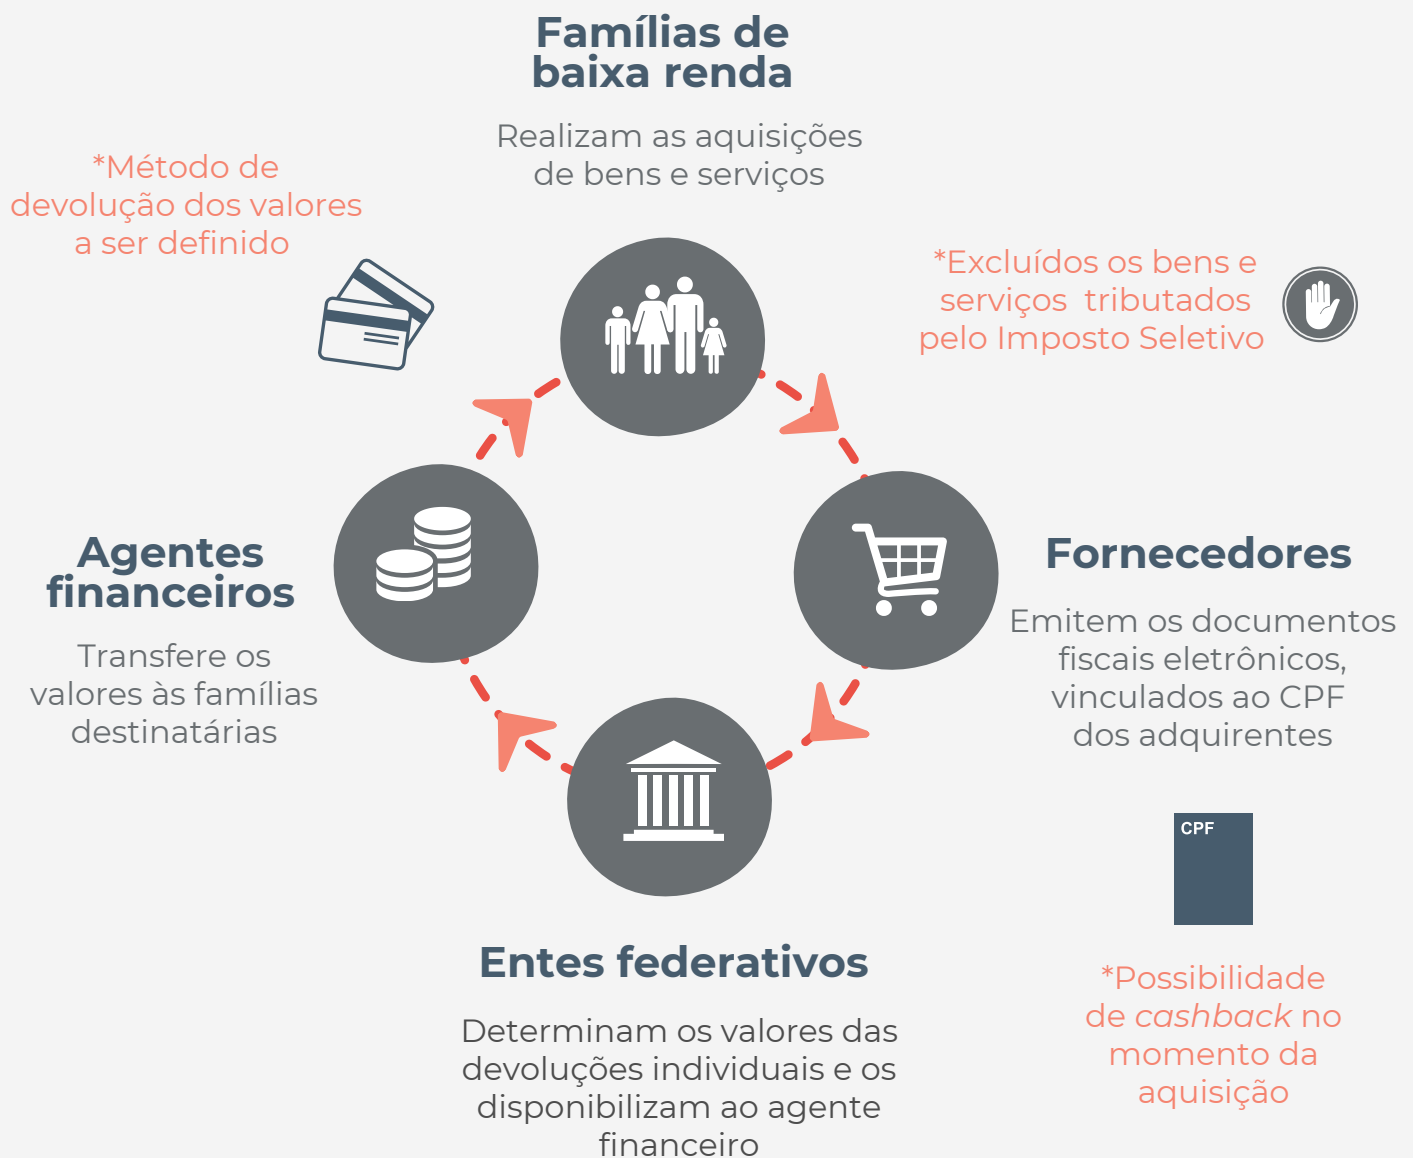 Famílias de
baixa renda
Realizam as aquisições
de bens e serviços
*Método de
devolução dos valores
a ser definido
*Excluídos os bens e
serviços tributados
pelo Imposto Seletivo
Agentes
financeiros
Transfere os
valores às famílias
destinatárias
Fornecedores
Emitem os documentos
fiscais eletrônicos,
vinculados ao CPF
dos adquirentes
CPF
*Possibilidade
de cashback no
momento da
aquisição
Entes federativos
Determinam os valores das
devoluções individuais e os
disponibilizam ao agente
financeiro